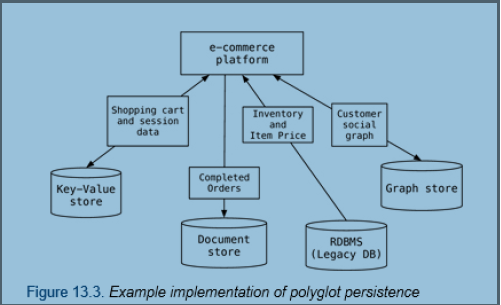 e-commerce
platform
Shopping cart
and session
data
Inventory
and
Item Price
Customer
social
graph
Completed
Orders
Key-Value
store
Document
store
RDBMS
(Legacy DB)
Graph store
Figure 13.3. Example implementation of polyglot persistence